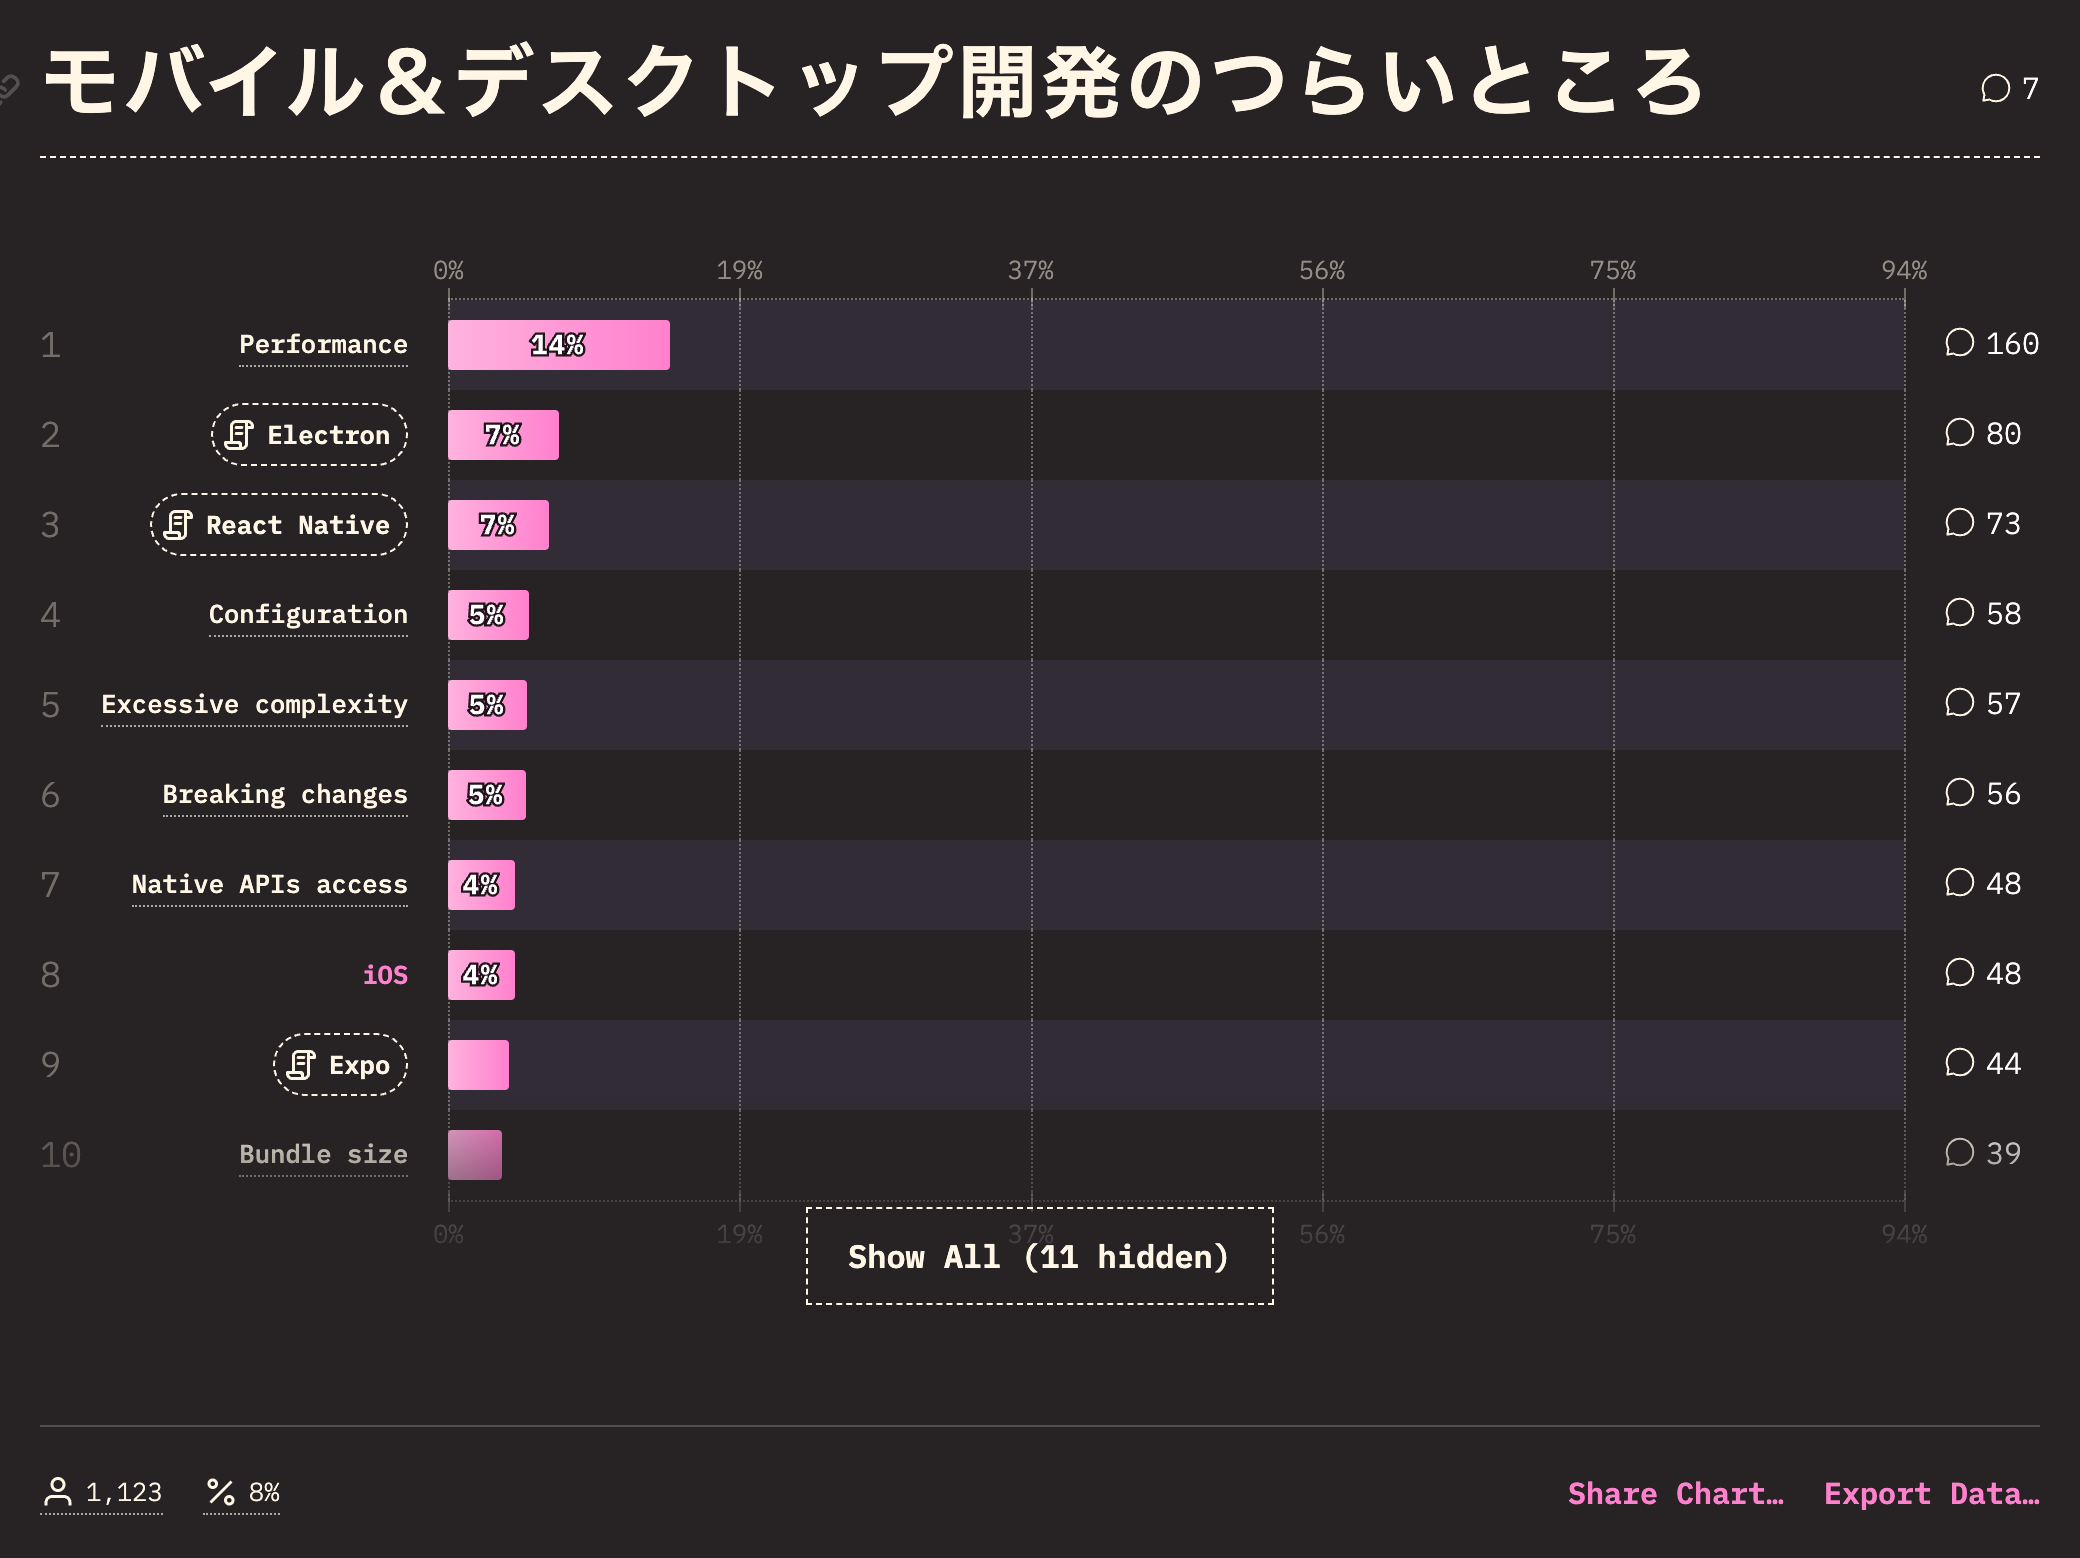 モバイル＆デスクトップ開発のつらいところ 7
0% 19% 37% 56% 75% 94%
1 Performance 14% 160
2 Electron 7% 80
3 React Native 7% 73
4 Configuration 5% 58
5 Excessive complexity 5% 57
6 Breaking changes 5% 56
7 Native APIs access 4% 48
8 iOS 4% 48
9 Expo 44
10 Bundle size 39
0% 19% 37% 56% 75% 94%
Show All (11 hidden)
1,123 8% Share Chart… Export Data…